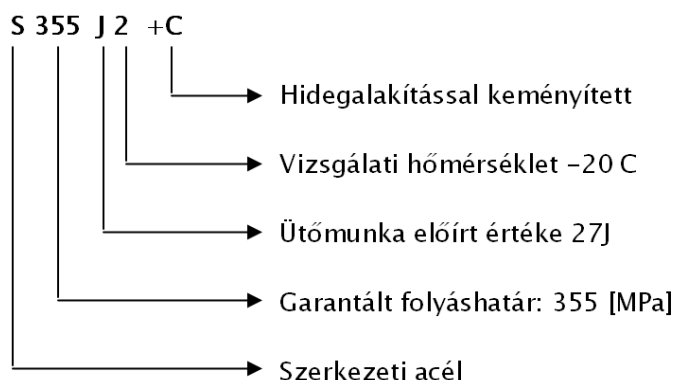 S 355 J 2 +C
Hidegalakítással keményített
Vizsgálati hőmérséklet -20 C
Ütőmunka előírt értéke 27J
Garantált folyáshatár: 355 [MPa]
Szerkezeti acél